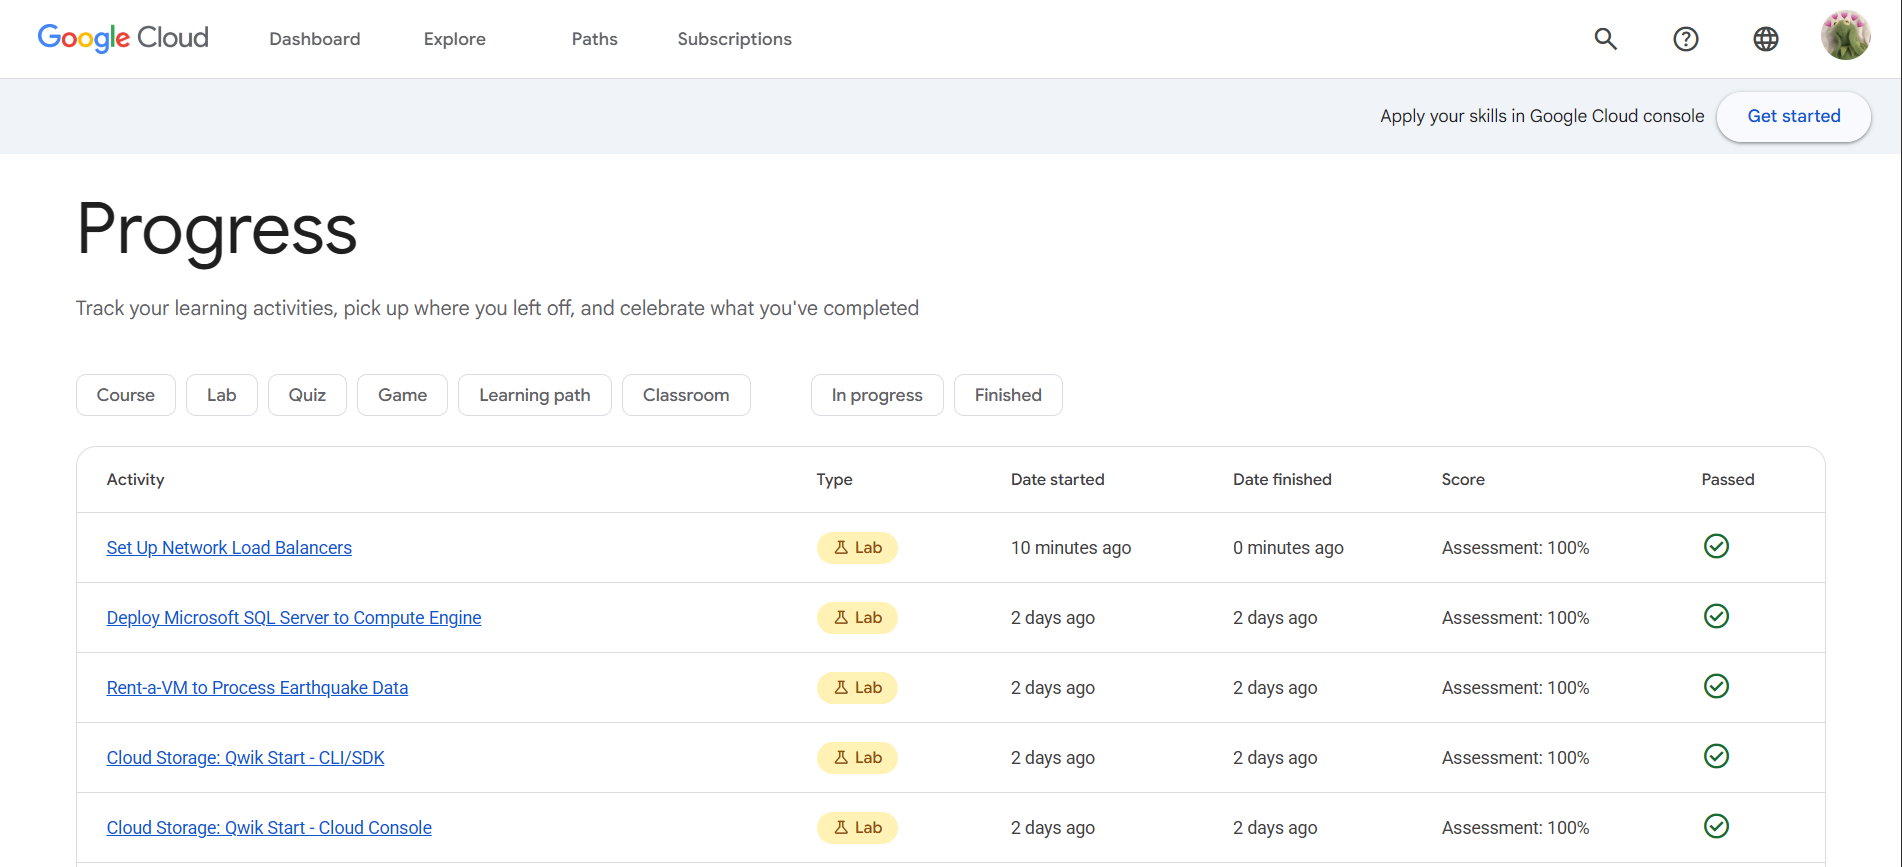 Google Cloud Dashboard Explore Paths Subscriptions
Apply your skills in Google Cloud console Get started
Progress
Track your learning activities, pick up where you left off, and celebrate what you've completed
Course Lab Quiz Game Learning path Classroom In progress Finished
Activity Type Date started Date finished Score Passed
Set Up Network Load Balancers Lab 10 minutes ago 0 minutes ago Assessment: 100%
Deploy Microsoft SQL Server to Compute Engine Lab 2 days ago 2 days ago Assessment: 100%
Rent-a-VM to Process Earthquake Data Lab 2 days ago 2 days ago Assessment: 100%
Cloud Storage: Qwik Start - CLI/SDK Lab 2 days ago 2 days ago Assessment: 100%
Cloud Storage: Qwik Start - Cloud Console Lab 2 days ago 2 days ago Assessment: 100%